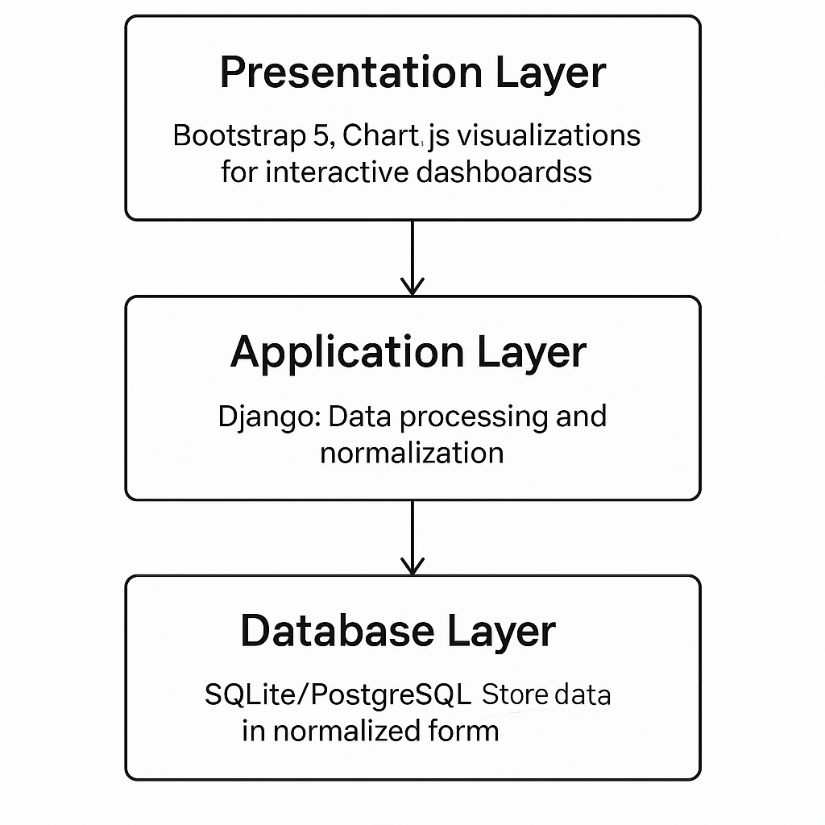 Presentation Layer
Bootstrap 5, Chart.js visualizations
for interactive dashboardss
Application Layer
Django: Data processing and
normalization
Database Layer
SQLite/PostgreSQL Store data
in normalized formm